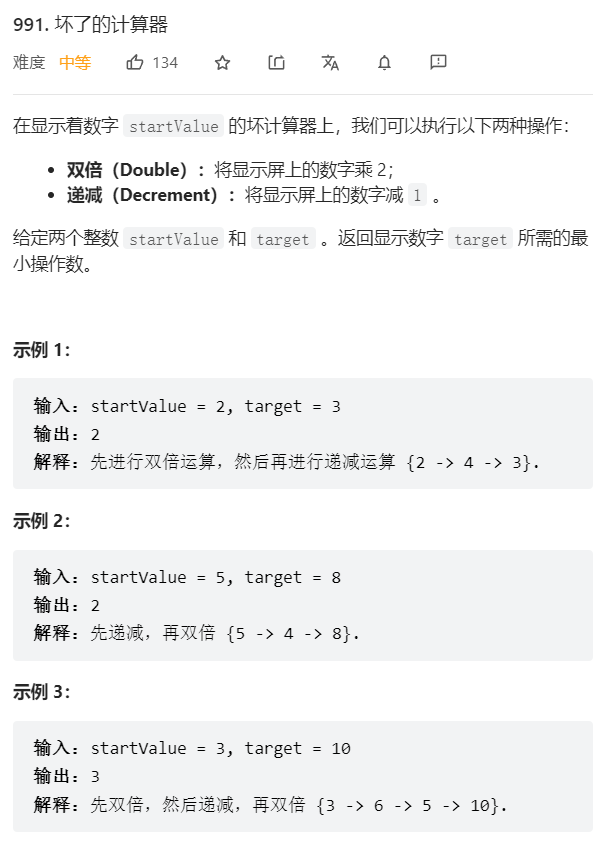 991. 坏了的计算器
难度 中等 134
在显示着数字 startValue 的坏计算器上，我们可以执行以下两种操作：
• 双倍（Double）：将显示屏上的数字乘 2；
• 递减（Decrement）：将显示屏上的数字减 1 。
给定两个整数 startValue 和 target 。返回显示数字 target 所需的最
小操作数。
示例 1：
输入：startValue = 2, target = 3
输出：2
解释：先进行双倍运算，然后再进行递减运算 {2 -> 4 -> 3}.
示例 2：
输入：startValue = 5, target = 8
输出：2
解释：先递减，再双倍 {5 -> 4 -> 8}.
示例 3：
输入：startValue = 3, target = 10
输出：3
解释：先双倍，然后递减，再双倍 {3 -> 6 -> 5 -> 10}.